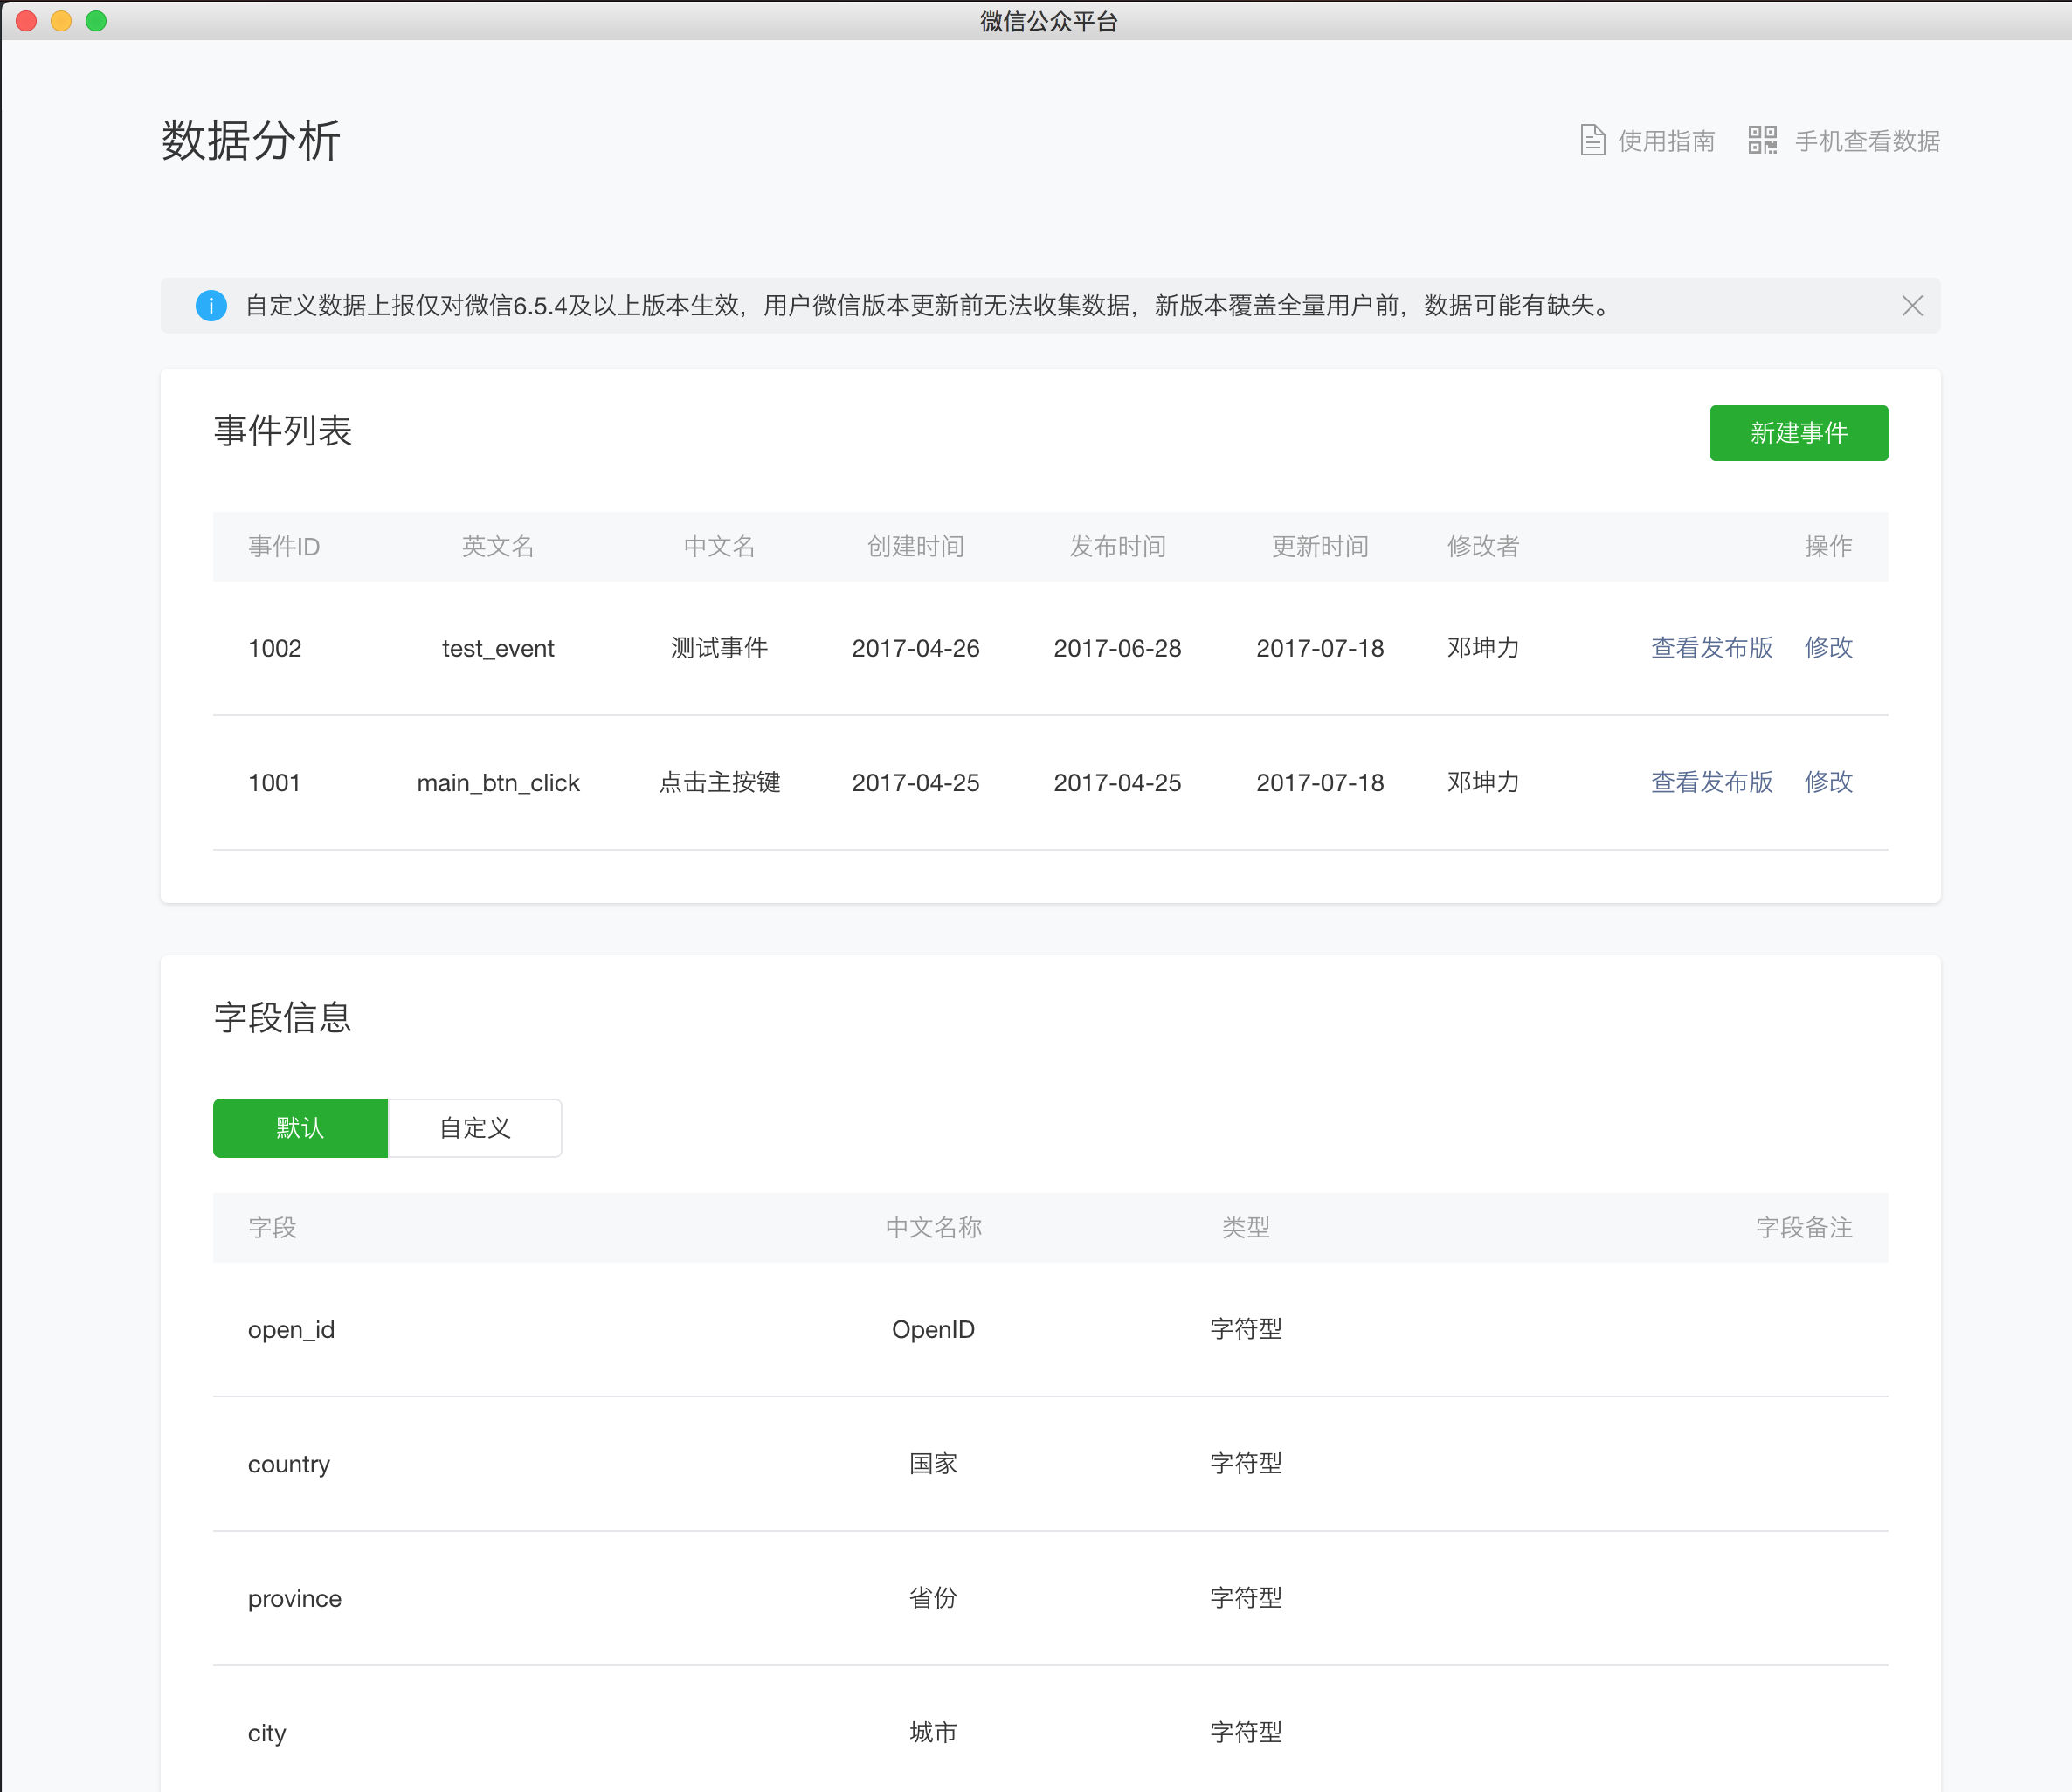 微信公众平台
数据分析
使用指南 手机查看数据
自定义数据上报仅对微信6.5.4及以上版本生效，用户微信版本更新前无法收集数据，新版本覆盖全量用户前，数据可能有缺失。
事件列表
新建事件
事件ID 英文名 中文名 创建时间 发布时间 更新时间 修改者 操作
1002 test_event 测试事件 2017-04-26 2017-06-28 2017-07-18 邓坤力 查看发布版 修改
1001 main_btn_click 点击主按键 2017-04-25 2017-04-25 2017-07-18 邓坤力 查看发布版 修改
字段信息
默认 自定义
字段 中文名称 类型 字段备注
open_id OpenID 字符型
country 国家 字符型
province 省份 字符型
city 城市 字符型